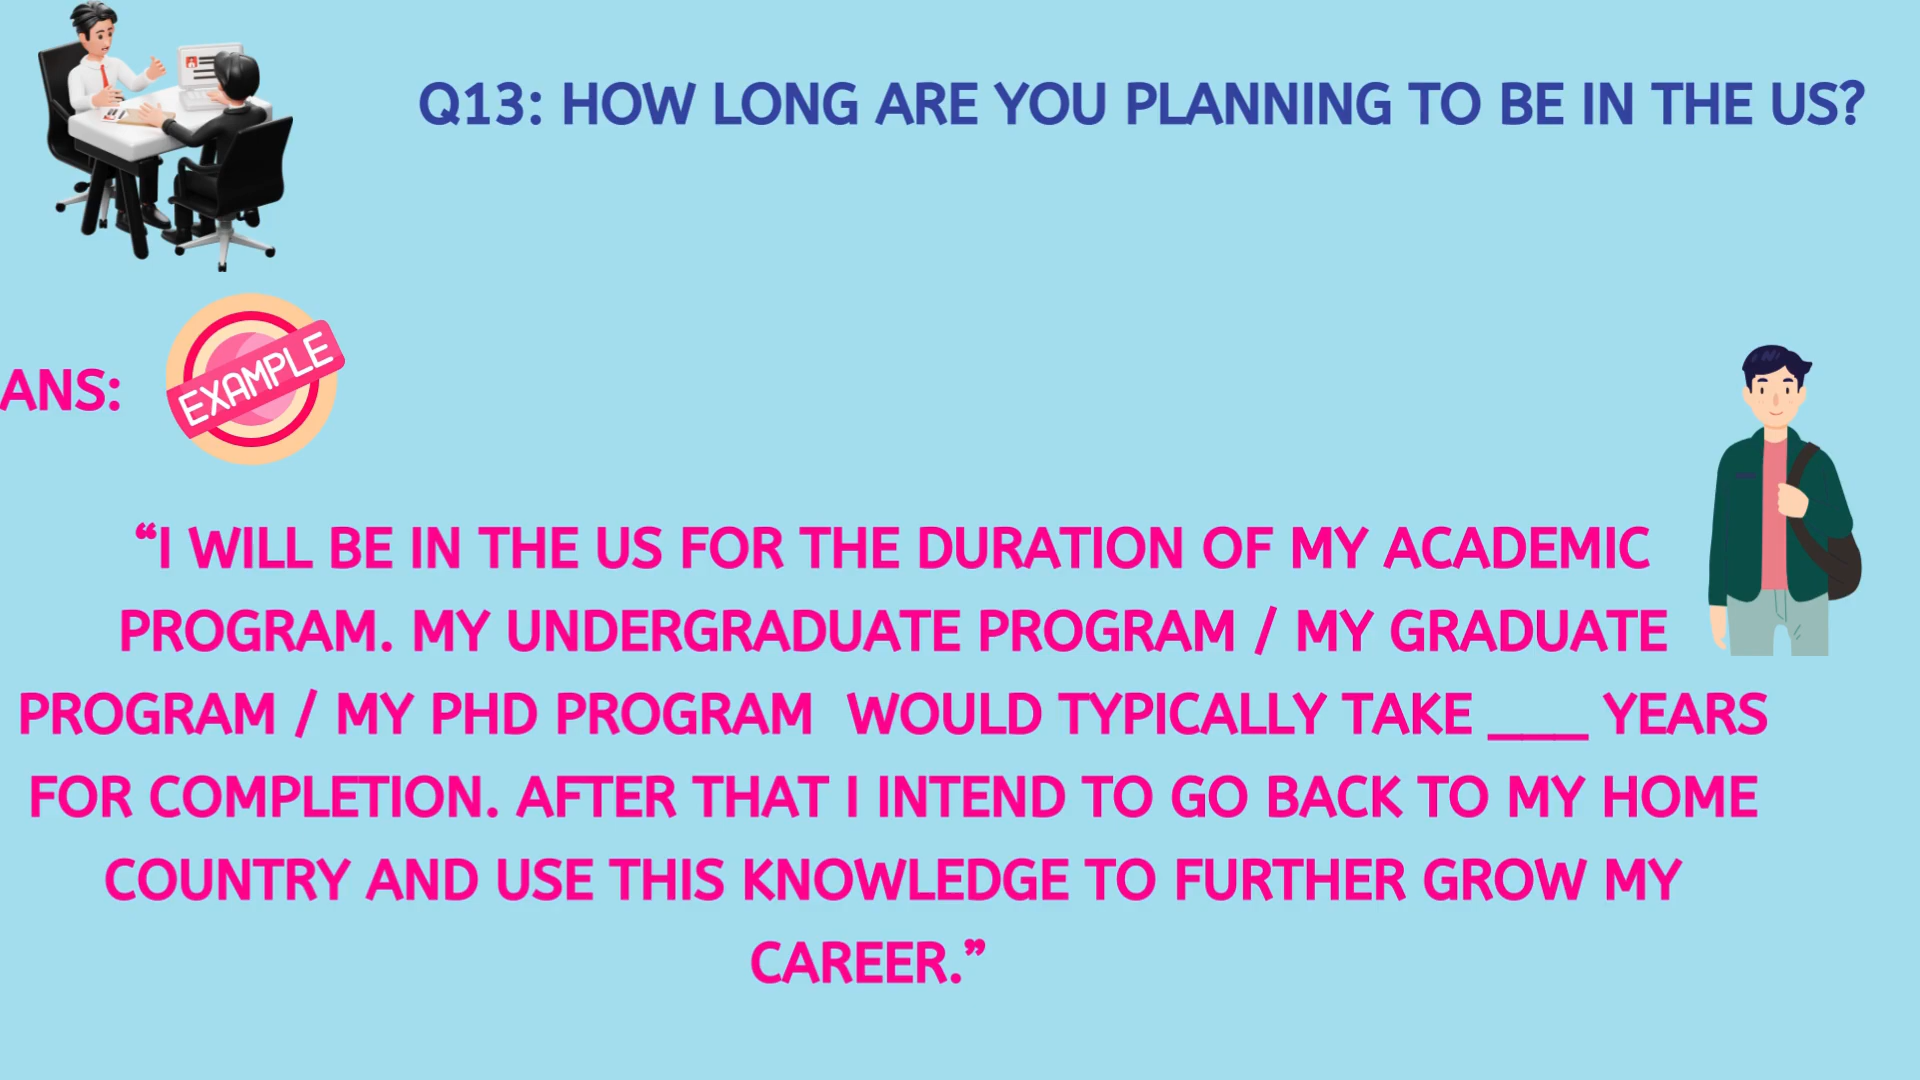 Q13: HOW LONG ARE YOU PLANNING TO BE IN THE US?
ANS:
EXAMPLE
“I WILL BE IN THE US FOR THE DURATION OF MY ACADEMIC
PROGRAM. MY UNDERGRADUATE PROGRAM / MY GRADUATE
PROGRAM / MY PHD PROGRAM WOULD TYPICALLY TAKE ___ YEARS
FOR COMPLETION. AFTER THAT I INTEND TO GO BACK TO MY HOME
COUNTRY AND USE THIS KNOWLEDGE TO FURTHER GROW MY
CAREER.”